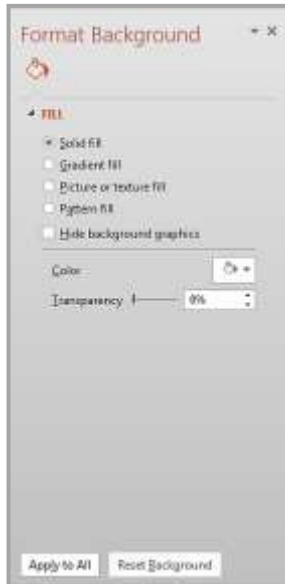 Format Background
FILL
Solid fill
Gradient fill
Picture or texture fill
Pattern fill
Hide background graphics
Color
Transparency 0%
Apply to All Reset Background